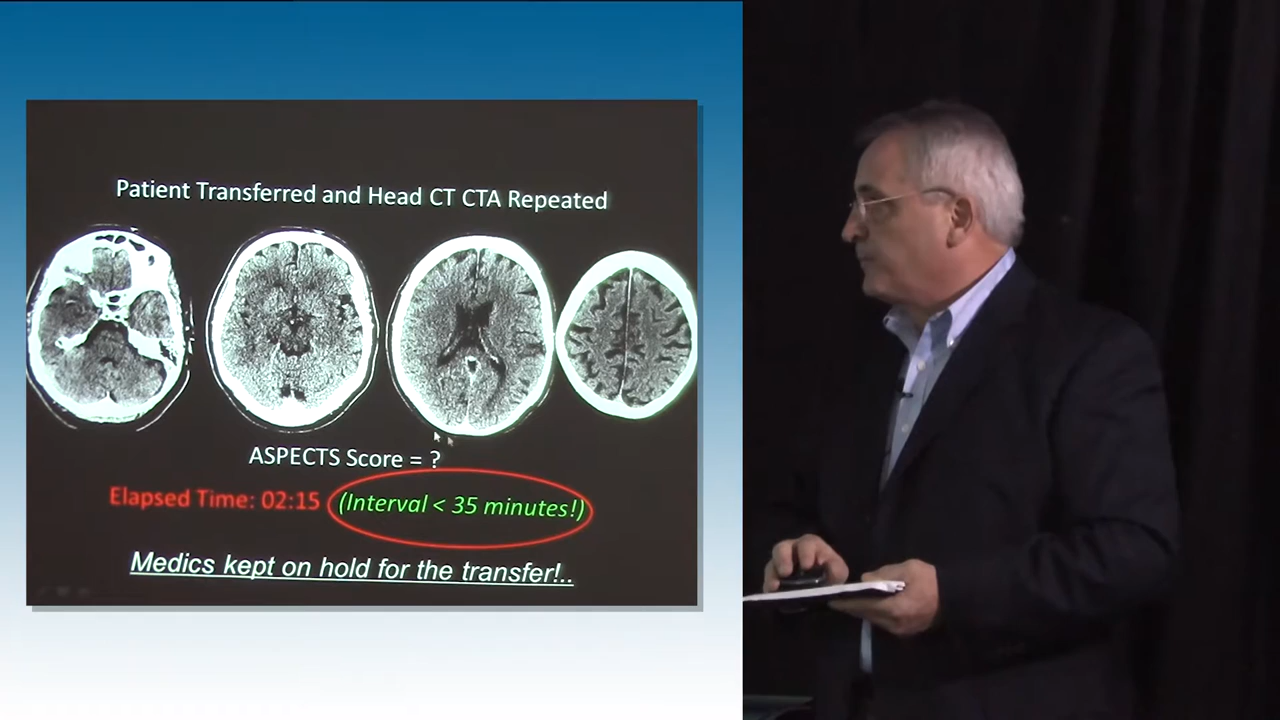 Patient Transferred and Head CT CTA Repeated
ASPECTS Score = ?
Elapsed Time: 02:15 (Interval < 35 minutes!)
Medics kept on hold for the transfer!..